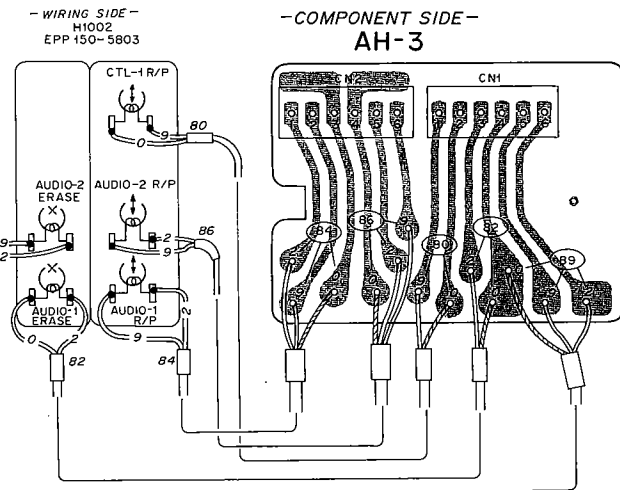 - WIRING SIDE -
H1002
EPP 150-5803
- COMPONENT SIDE -
AH-3
CTL-1 R/P
CN2
CN1
9
0
80
AUDIO-2
ERASE
AUDIO-2 R/P
9
2
2
9
86
84
86
80
82
89
AUDIO-1
ERASE
AUDIO-1
R/P
2
0
2
9
82
84